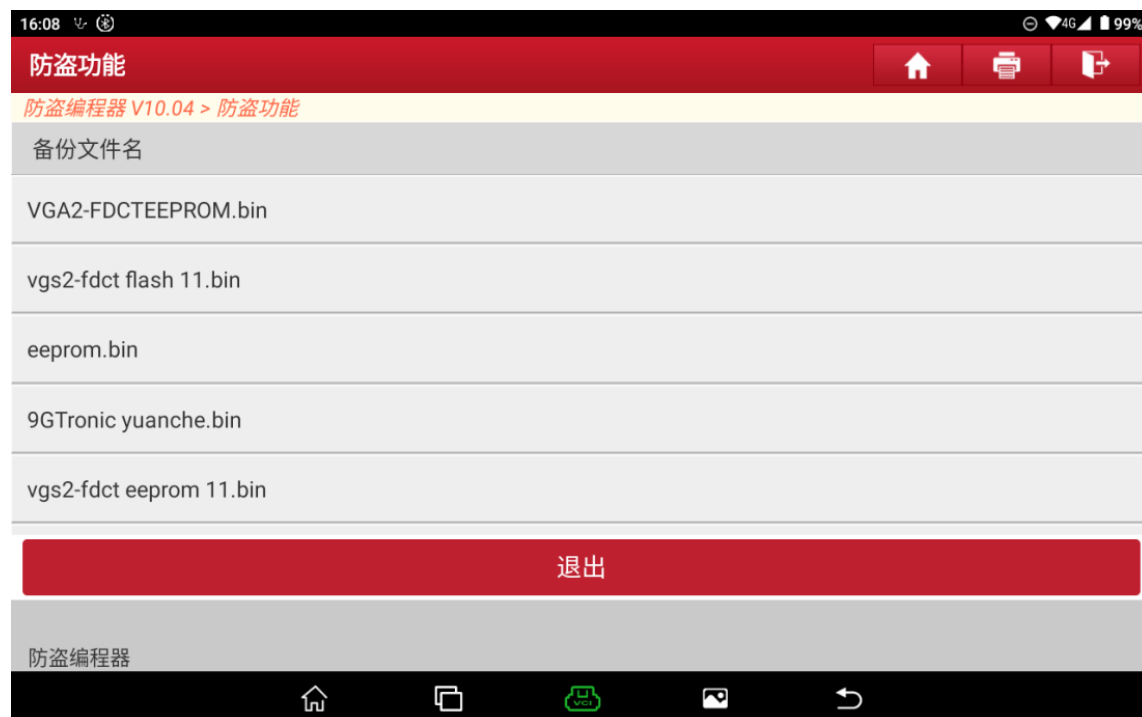 16:08 4G 99%
防盗功能
防盗编程器 V10.04 > 防盗功能
备份文件名
VGA2-FDCTEEPROM.bin
vgs2-fdct flash 11.bin
eeprom.bin
9GTronic yuanche.bin
vgs2-fdct eeprom 11.bin
退出
防盗编程器
VCI